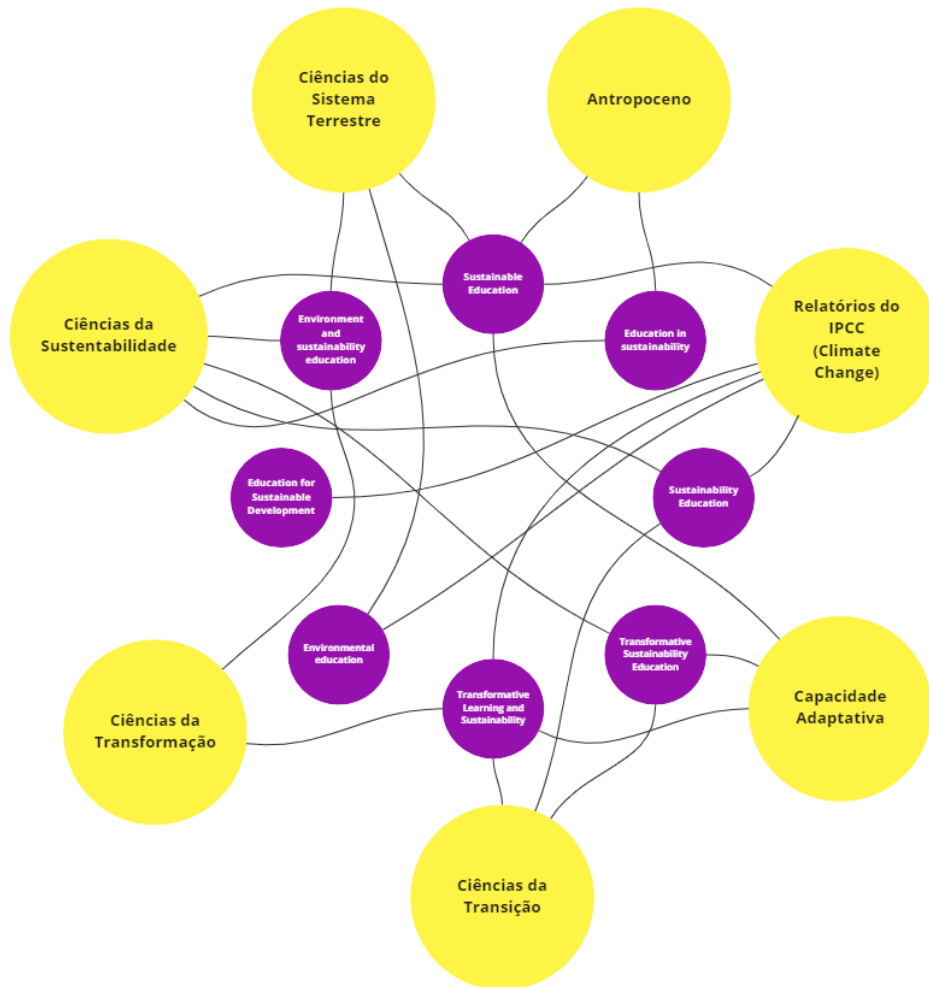 Ciências do
Sistema
Terrestre
Antropoceno
Sustainable
Education
Ciências da
Sustentabilidade
Environment
and
sustainability
education
Education in
sustainability
Relatórios do
IPCC
(Climate
Change)
Education for
Sustainable
Development
Sustainability
Education
Environmental
education
Transformative
Sustainability
Education
Ciências da
Transformação
Transformative
Learning and
Sustainability
Capacidade
Adaptativa
Ciências da
Transição